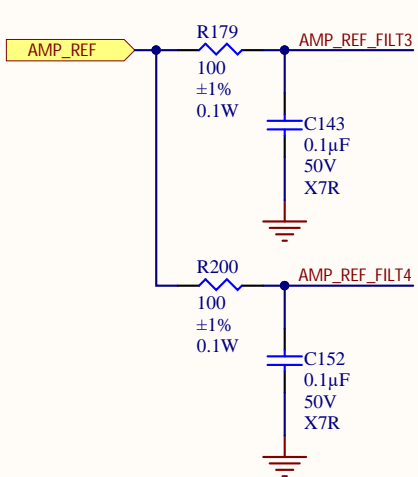 R179
AMP_REF_FILT3
AMP_REF
100
±1%
0.1W
C143
0.1µF
50V
X7R
R200
AMP_REF_FILT4
100
±1%
0.1W
C152
0.1µF
50V
X7R